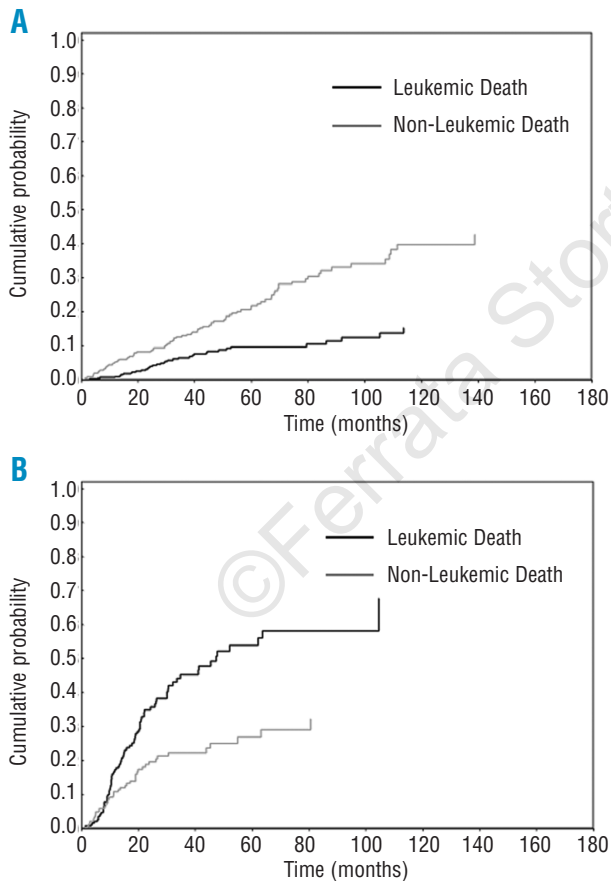 A
1.0
0.9
0.8
0.7
0.6
0.5
0.4
0.3
0.2
0.1
0.0
Cumulative probability
Leukemic Death
Non-Leukemic Death
0 20 40 60 80 100 120 140 160 180
Time (months)
B
1.0
0.9
0.8
0.7
0.6
0.5
0.4
0.3
0.2
0.1
0.0
Cumulative probability
Leukemic Death
Non-Leukemic Death
0 20 40 60 80 100 120 140 160 180
Time (months)
©Ferrata Stor